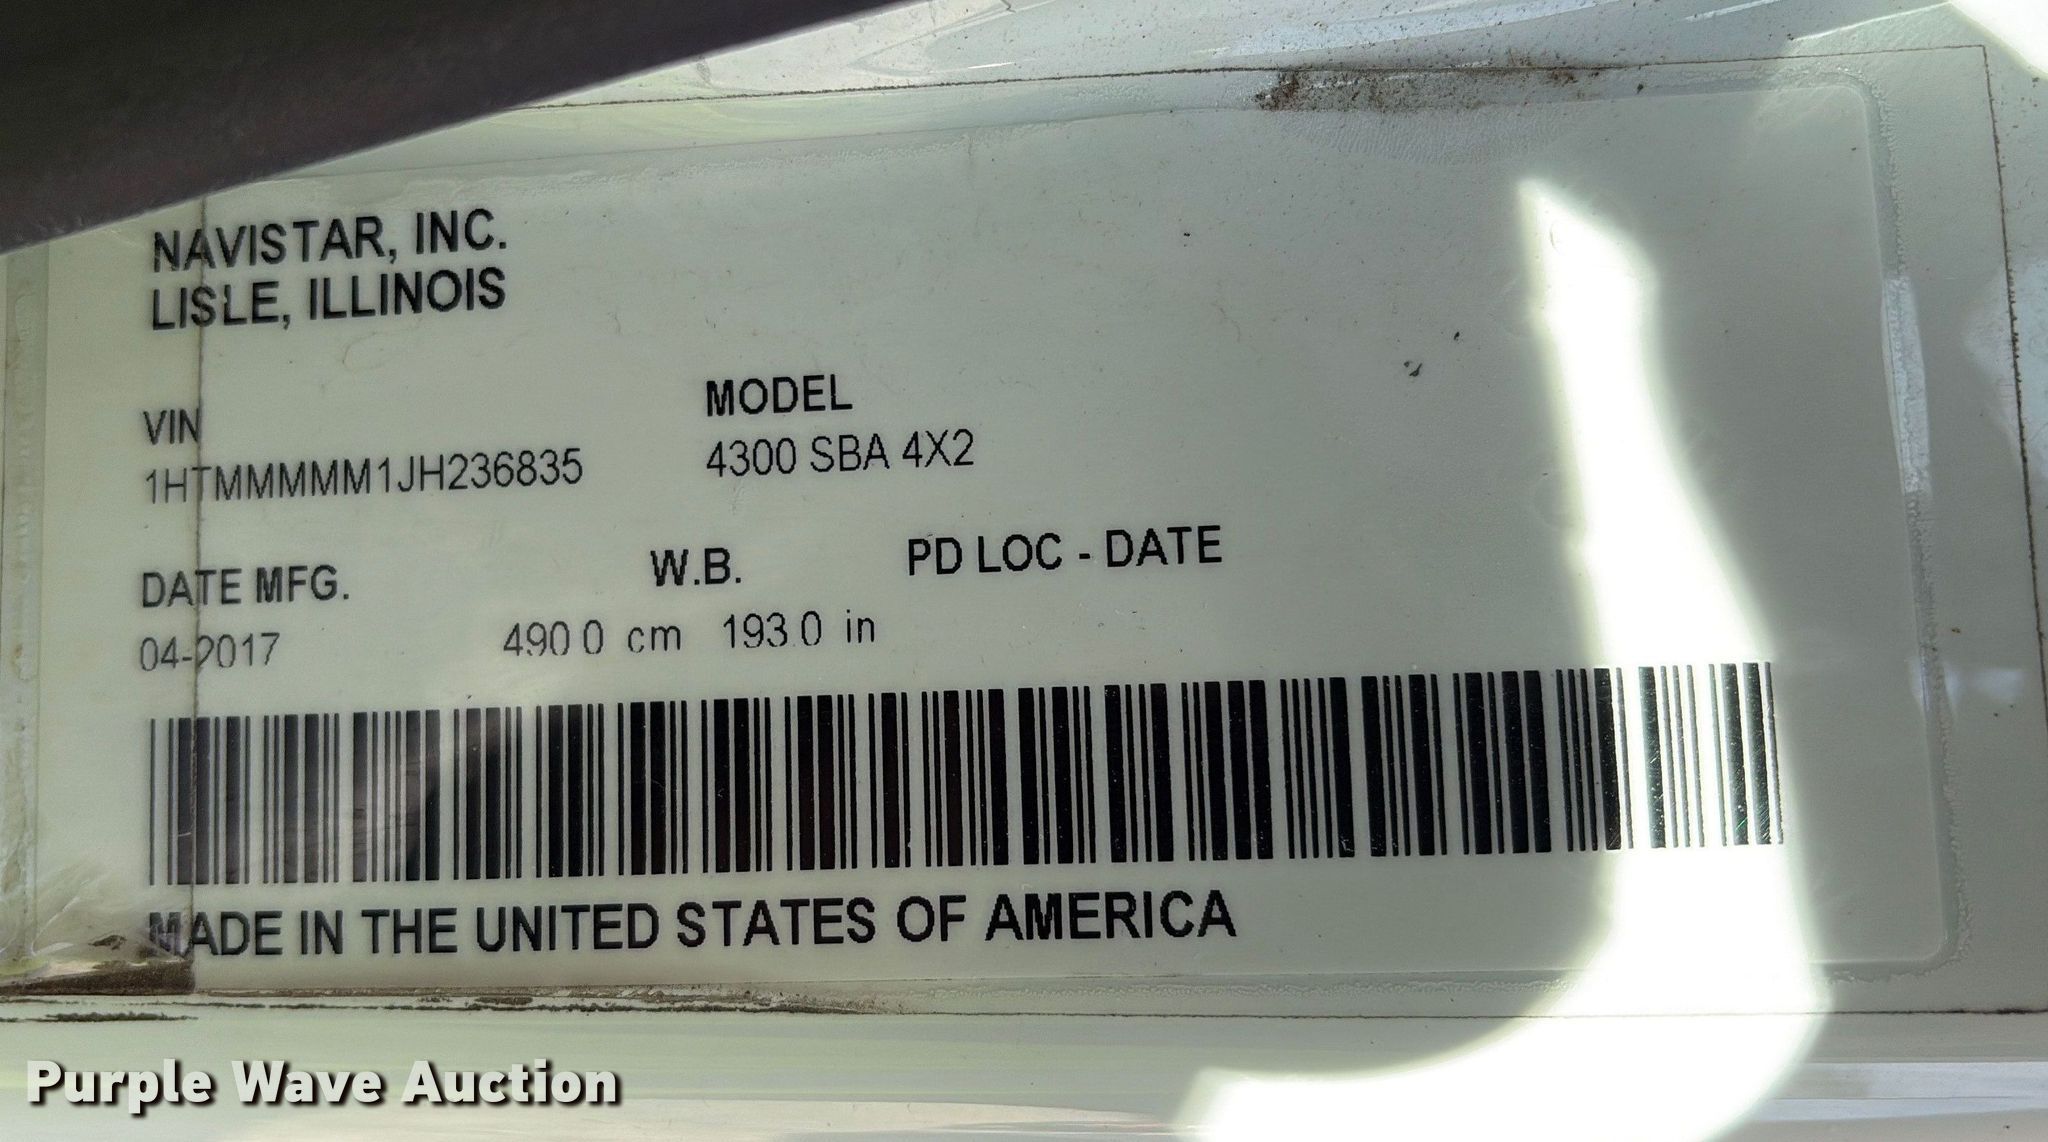 NAVISTAR, INC.
LISLE, ILLINOIS
VIN
MODEL
1HTMMMMM1JH236835
4300 SBA 4X2
DATE MFG.
W.B.
PD LOC - DATE
04-2017
490 0 cm 193.0 in
MADE IN THE UNITED STATES OF AMERICA
Purple Wave Auction